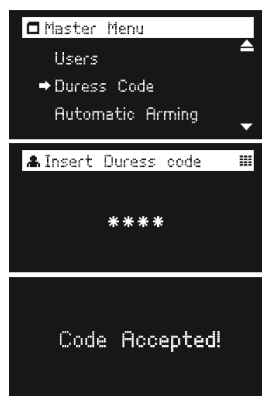 Master Menu
Users
Duress Code
Automatic Arming
Insert Duress code
****
Code Accepted!